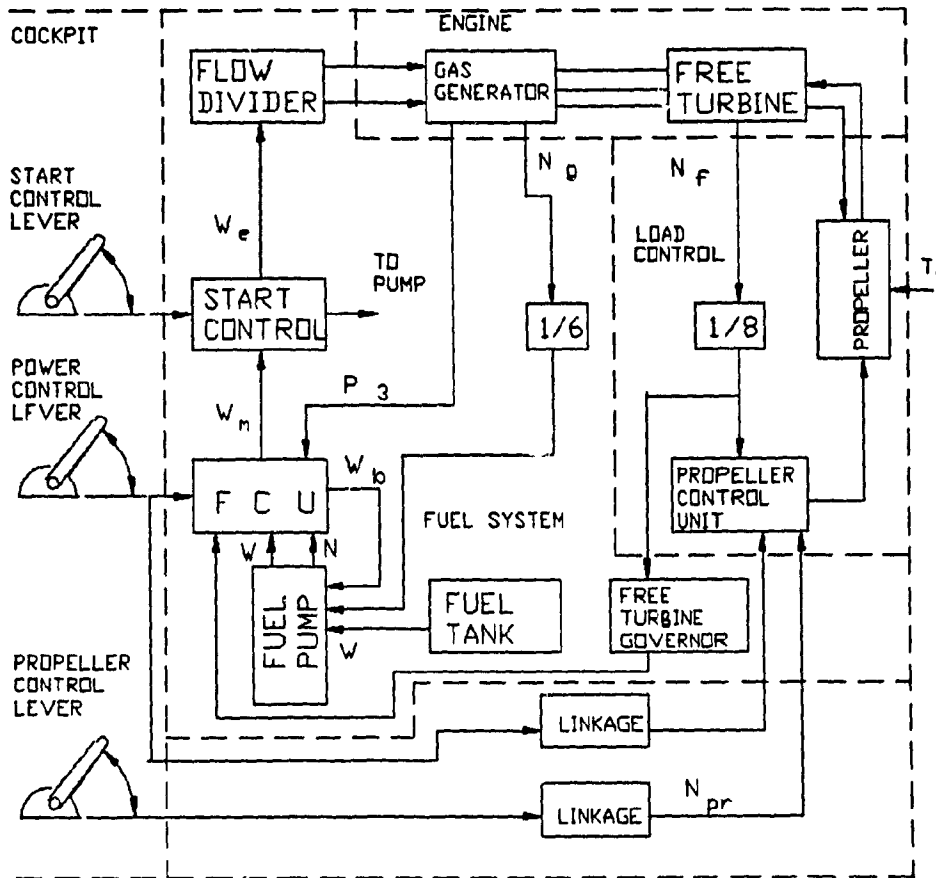 COCKPIT
ENGINE
FLOW
DIVIDER
GAS
GENERATOR
FREE
TURBINE
START
CONTROL
LEVER
W e
N g
N f
LOAD
CONTROL
PROPELLER
T
TO
PUMP
START
CONTROL
1/6
1/8
POWER
CONTROL
LEVER
W m
P 3
F C U
W b
FUEL SYSTEM
PROPELLER
CONTROL
UNIT
W
N
FUEL
PUMP
W
FUEL
TANK
FREE
TURBINE
GOVERNOR
PROPELLER
CONTROL
LEVER
LINKAGE
LINKAGE
N pr